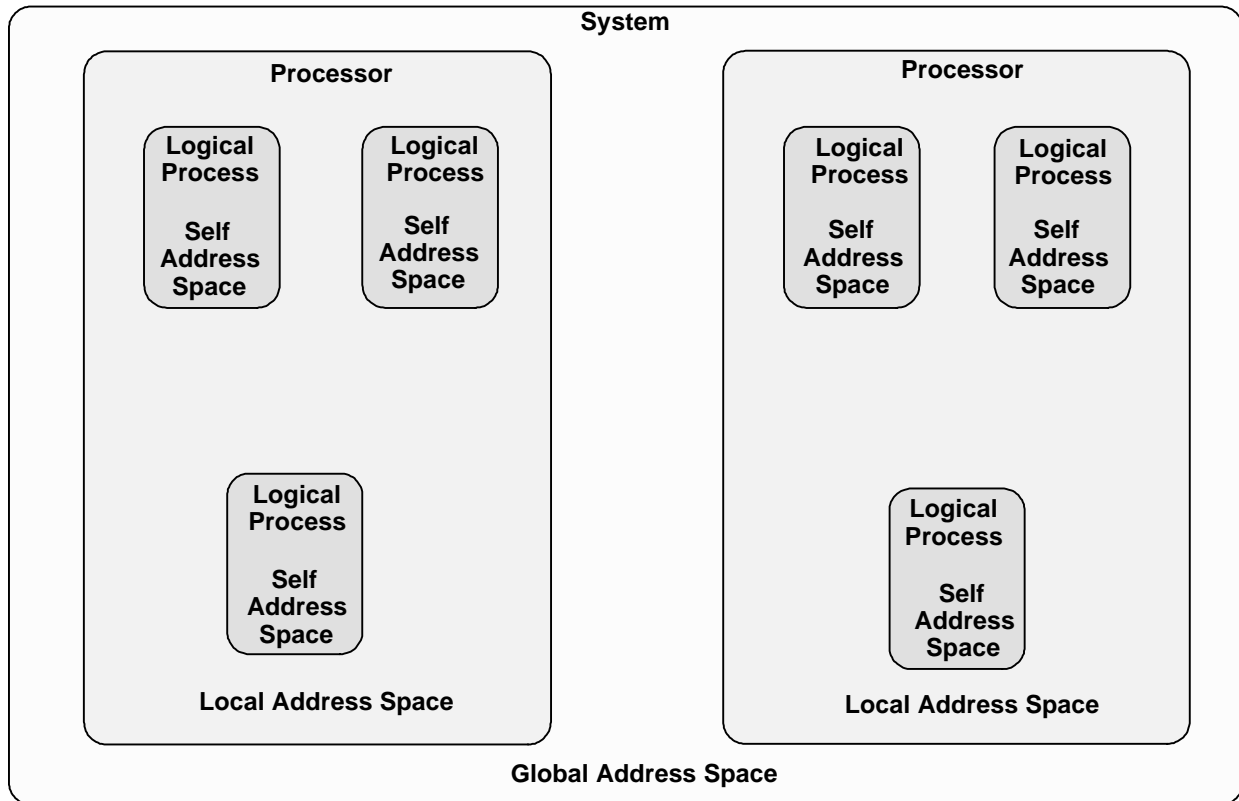 System
Processor
Logical
Process
Self
Address
Space
Logical
Process
Self
Address
Space
Logical
Process
Self
Address
Space
Local Address Space
Processor
Logical
Process
Self
Address
Space
Logical
Process
Self
Address
Space
Logical
Process
Self
Address
Space
Local Address Space
Global Address Space